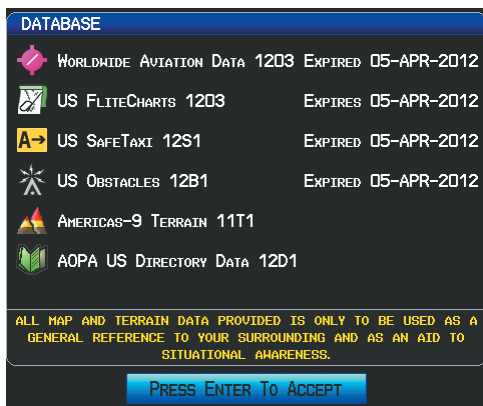 DATABASE
WORLDWIDE AVIATION DATA 1203 EXPIRED 05-APR-2012
US FLITECHARTS 1203 EXPIRES 05-APR-2012
A→ US SAFETAXI 12S1 EXPIRED 05-APR-2012
US OBSTACLES 12B1 EXPIRED 05-APR-2012
AMERICAS-9 TERRAIN 11T1
AOPA US DIRECTORY DATA 12D1
ALL MAP AND TERRAIN DATA PROVIDED IS ONLY TO BE USED AS A
GENERAL REFERENCE TO YOUR SURROUNDING AND AS AN AID TO
SITUATIONAL AWARENESS.
PRESS ENTER TO ACCEPT